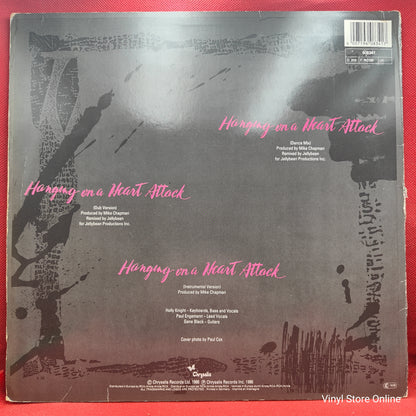 608361
Hanging on a Heart Attack
(Dance Mix)
Produced by Mike Chapman
Remixed by Jellybean
for Jellybean Productions Inc.
Hanging on a Heart Attack
(Dub Version)
Produced by Mike Chapman
Remixed by Jellybean
for Jellybean Productions Inc.
Hanging on a Heart Attack
(Instrumental Version)
Produced by Mike Chapman
Holly Knight - Keyboards, Bass and Vocals
Paul Engemann - Lead Vocals
Gene Black - Guitars
Cover photo by Paul Cox
Chrysalis
© Chrysalis Records Ltd. 1986 ℗ Chrysalis Records Inc. 1986
Vinyl Store Online